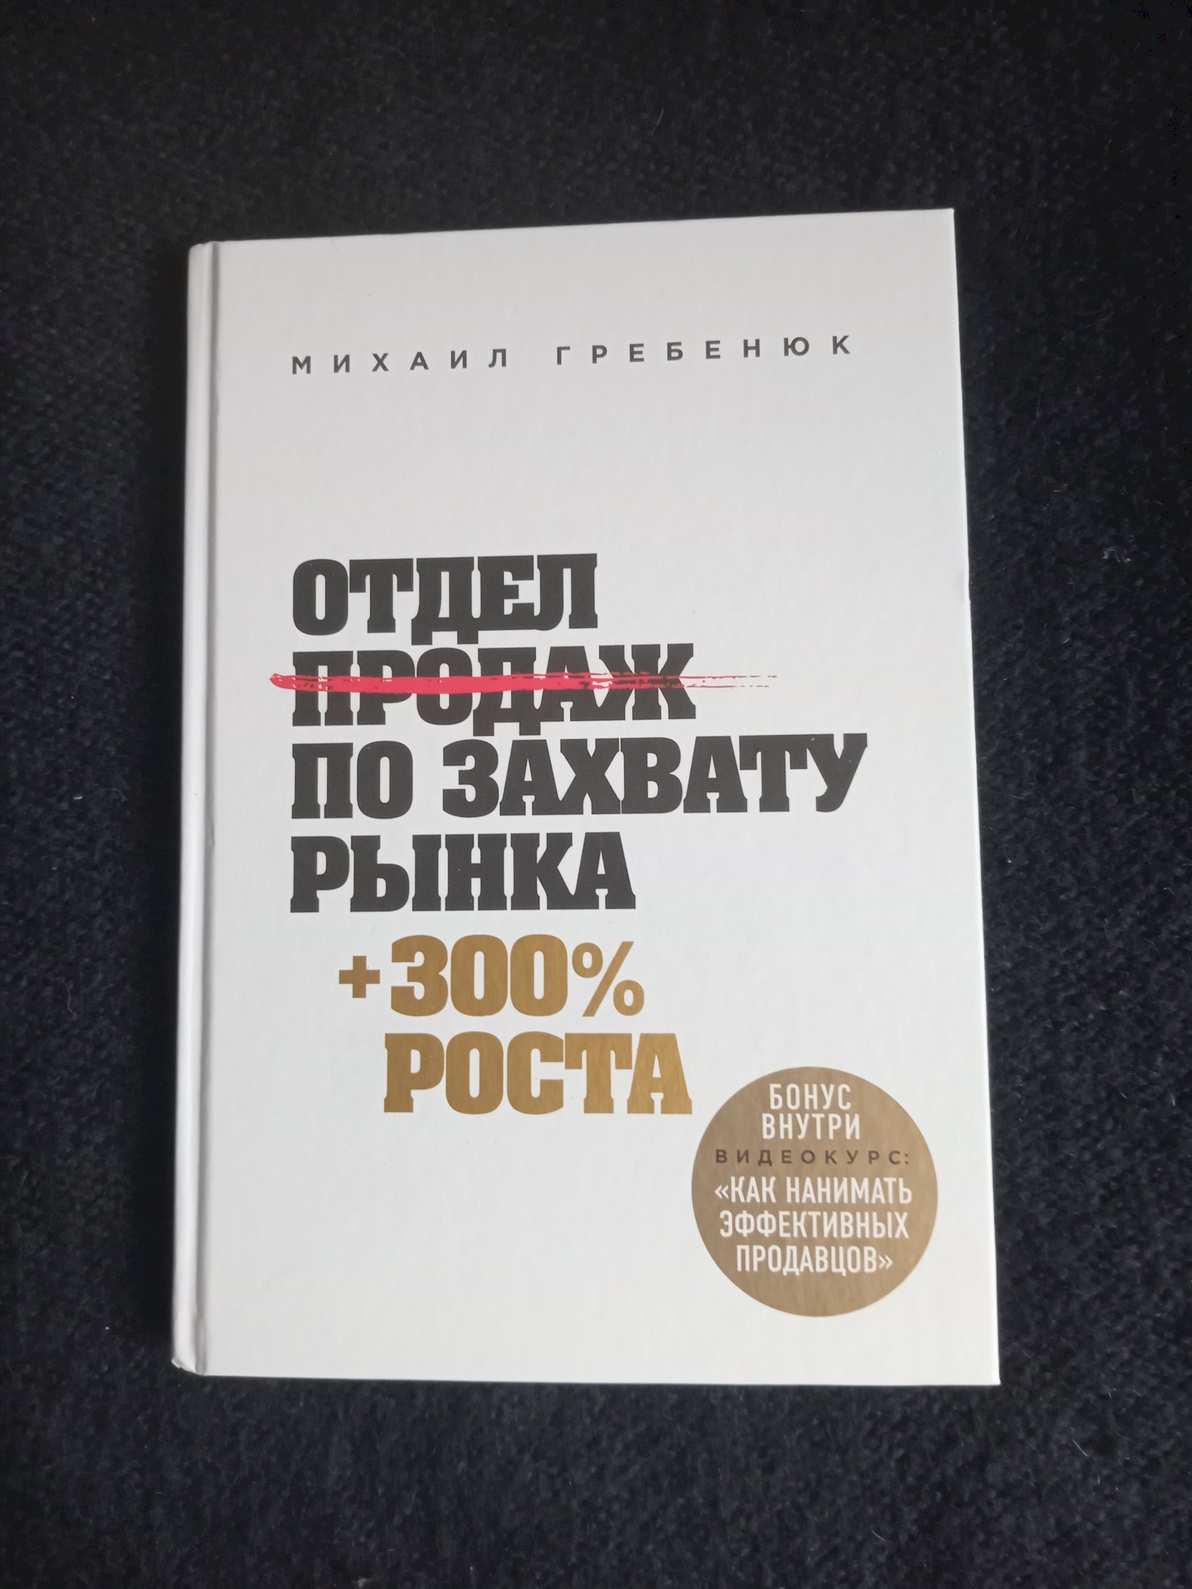 МИХАИЛ ГРЕБЕНЮК
ОТДЕЛ
ПРОДАЖ
ПО ЗАХВАТУ
РЫНКА
+300%
РОСТА
БОНУС
ВНУТРИ
ВИДЕОКУРС:
«КАК НАНИМАТЬ
ЭФФЕКТИВНЫХ
ПРОДАВЦОВ»